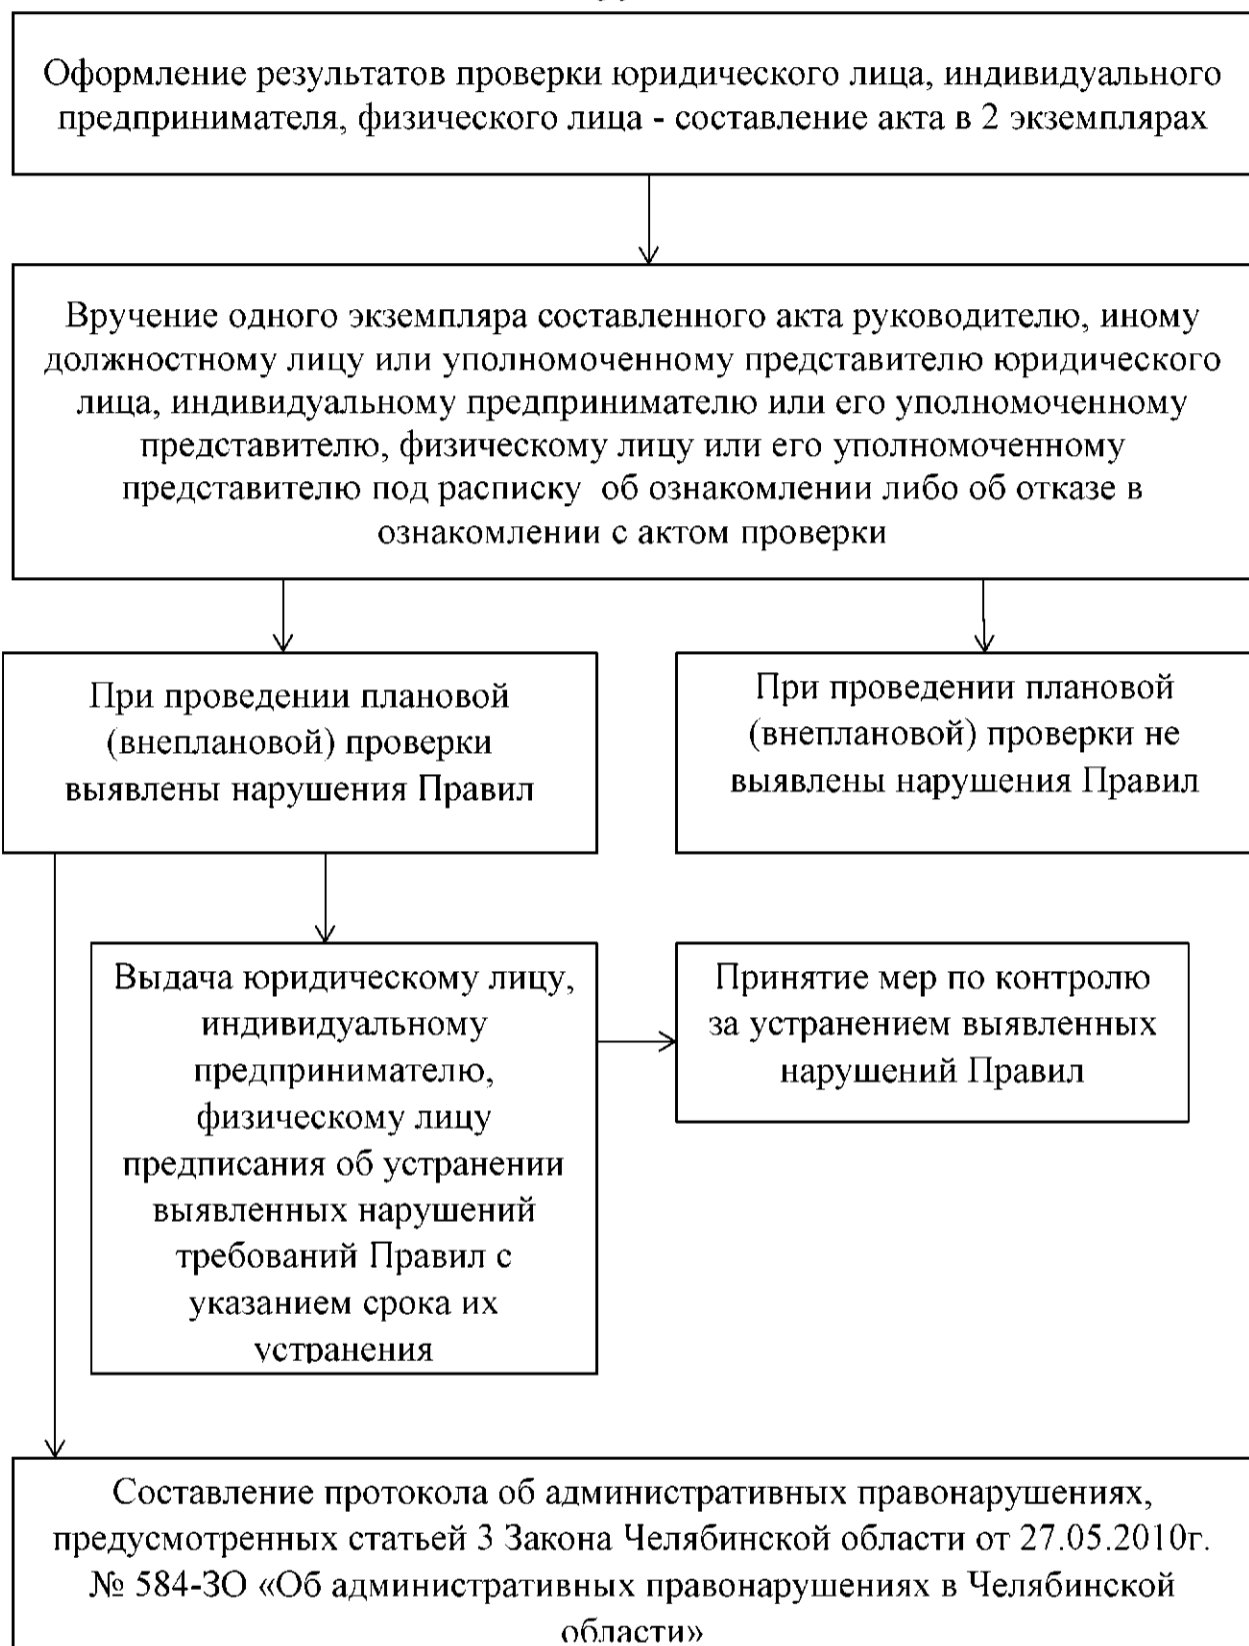 Оформление результатов проверки юридического лица, индивидуального
предпринимателя, физического лица - составление акта в 2 экземплярах
Вручение одного экземпляра составленного акта руководителю, иному
должностному лицу или уполномоченному представителю юридического
лица, индивидуальному предпринимателю или его уполномоченному
представителю, физическому лицу или его уполномоченному
представителю под расписку об ознакомлении либо об отказе в
ознакомлении с актом проверки
При проведении плановой
(внеплановой) проверки
выявлены нарушения Правил
При проведении плановой
(внеплановой) проверки не
выявлены нарушения Правил
Выдача юридическому лицу,
индивидуальному
предпринимателю,
физическому лицу
предписания об устранении
выявленных нарушений
требований Правил с
указанием срока их
устранения
Принятие мер по контролю
за устранением выявленных
нарушений Правил
Составление протокола об административных правонарушениях,
предусмотренных статьей 3 Закона Челябинской области от 27.05.2010г.
№ 584-ЗО «Об административных правонарушениях в Челябинской
области»